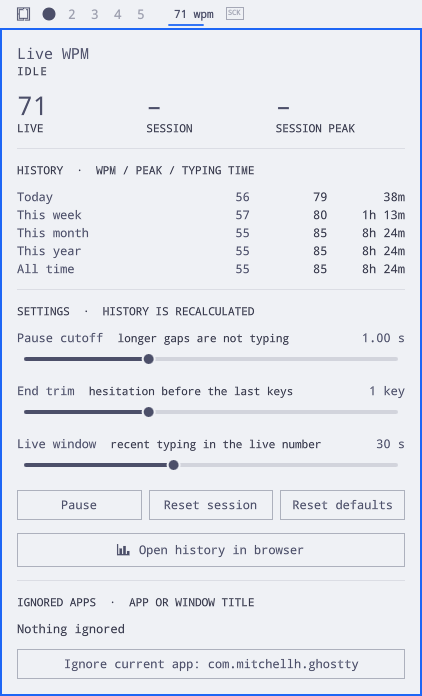 2 3 4 5 71 wpm SCK
Live WPM
IDLE
71 – –
LIVE SESSION SESSION PEAK
HISTORY · WPM / PEAK / TYPING TIME
Today 56 79 38m
This week 57 80 1h 13m
This month 55 85 8h 24m
This year 55 85 8h 24m
All time 55 85 8h 24m
SETTINGS · HISTORY IS RECALCULATED
Pause cutoff longer gaps are not typing 1.00 s
End trim hesitation before the last keys 1 key
Live window recent typing in the live number 30 s
Pause Reset session Reset defaults
Open history in browser
IGNORED APPS · APP OR WINDOW TITLE
Nothing ignored
Ignore current app: com.mitchellh.ghostty